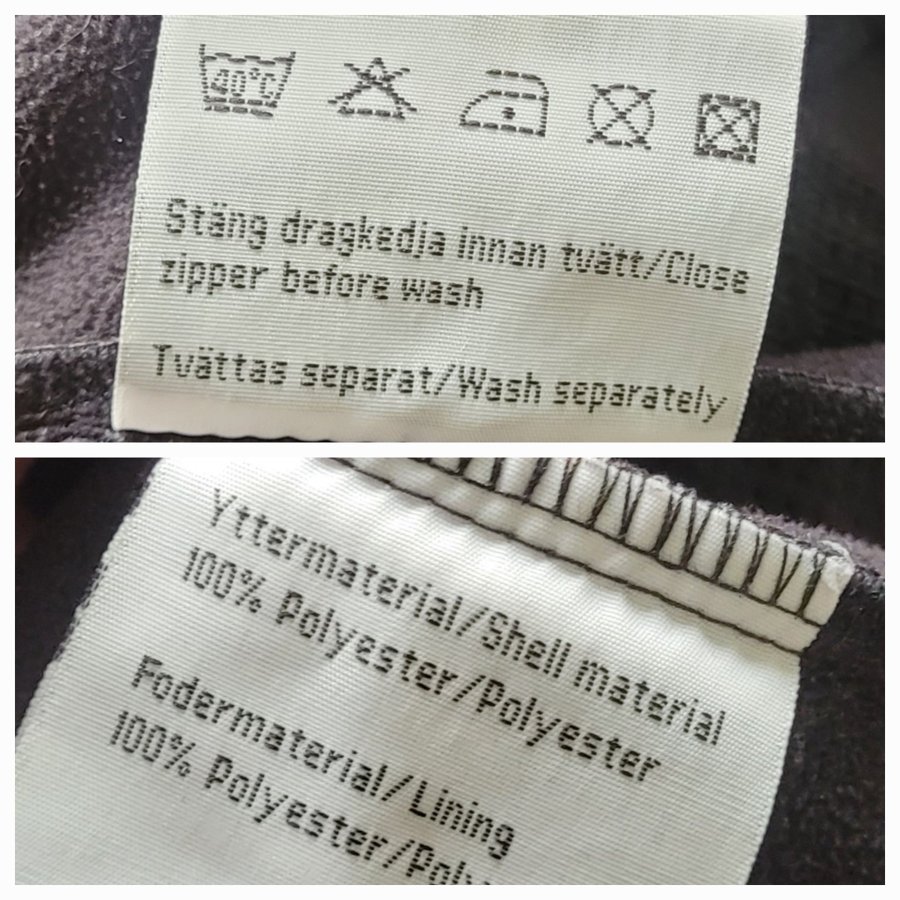 40°C
Stäng dragkedja innan tvätt/Close
zipper before wash
Tvättas separat/Wash separately
Yttermaterial/Shell material
100% Polyester/Polyester
Fodermaterial/Lining
100% Polyester/